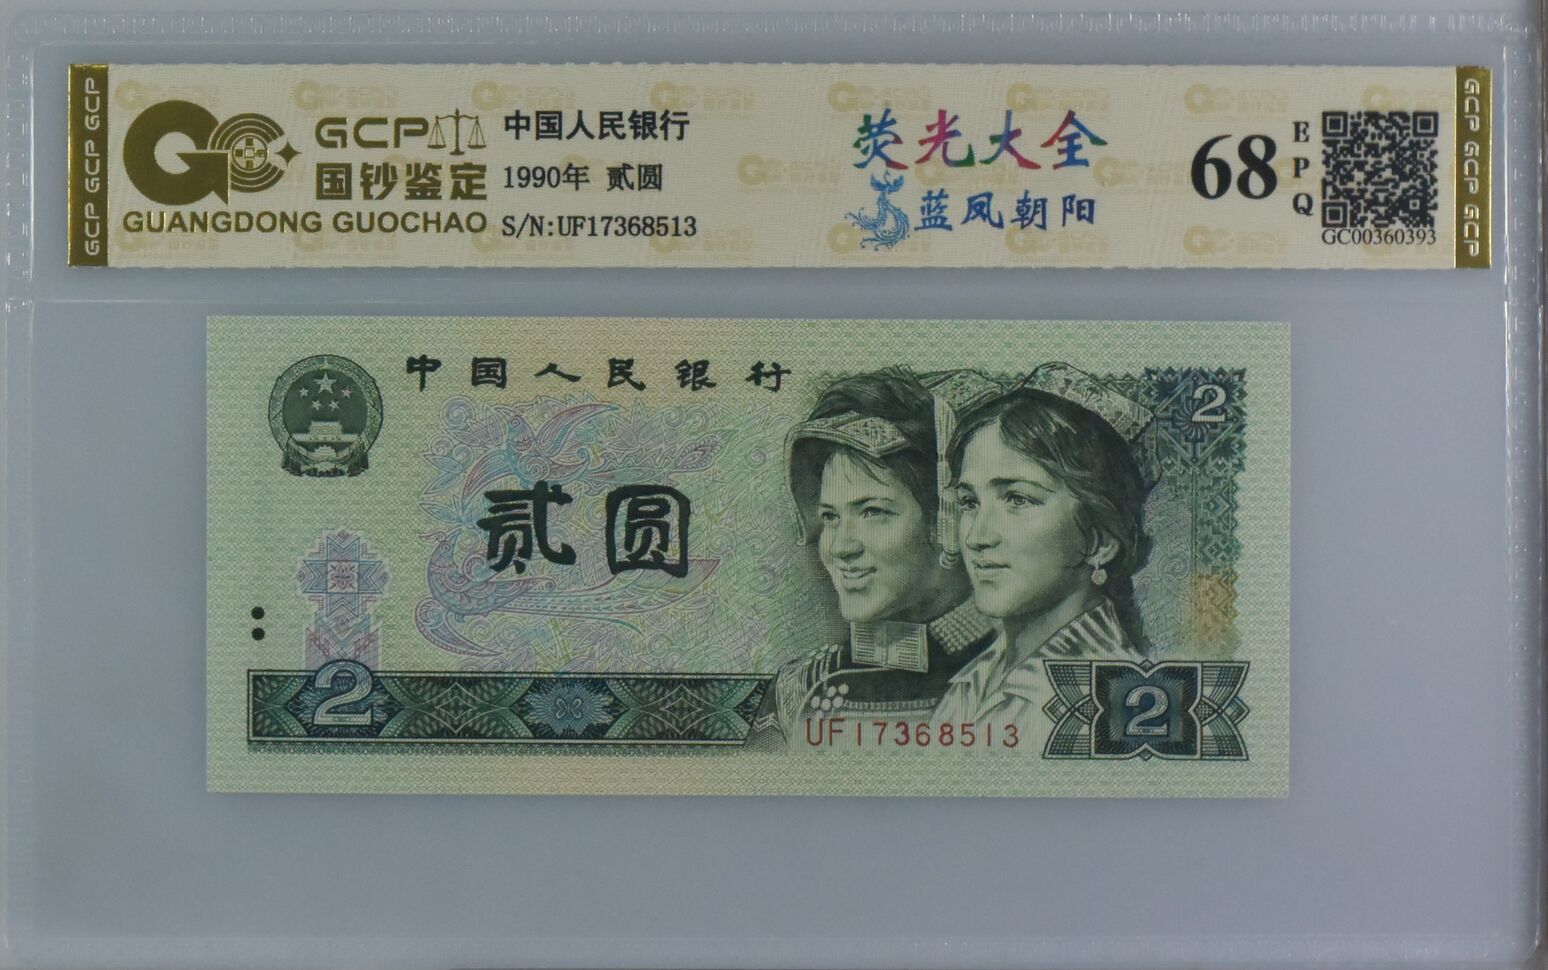 GCP GCP GCP
GCP
国钞鉴定
GUANGDONG GUOCHAO
中国人民银行
1990年 贰圆
S/N:UF17368513
荧光大全
蓝凤朝阳
68
EPQ
GC00360393
GCP GCP GCP
中国人民银行
2
贰圆
2
UF17368513
2